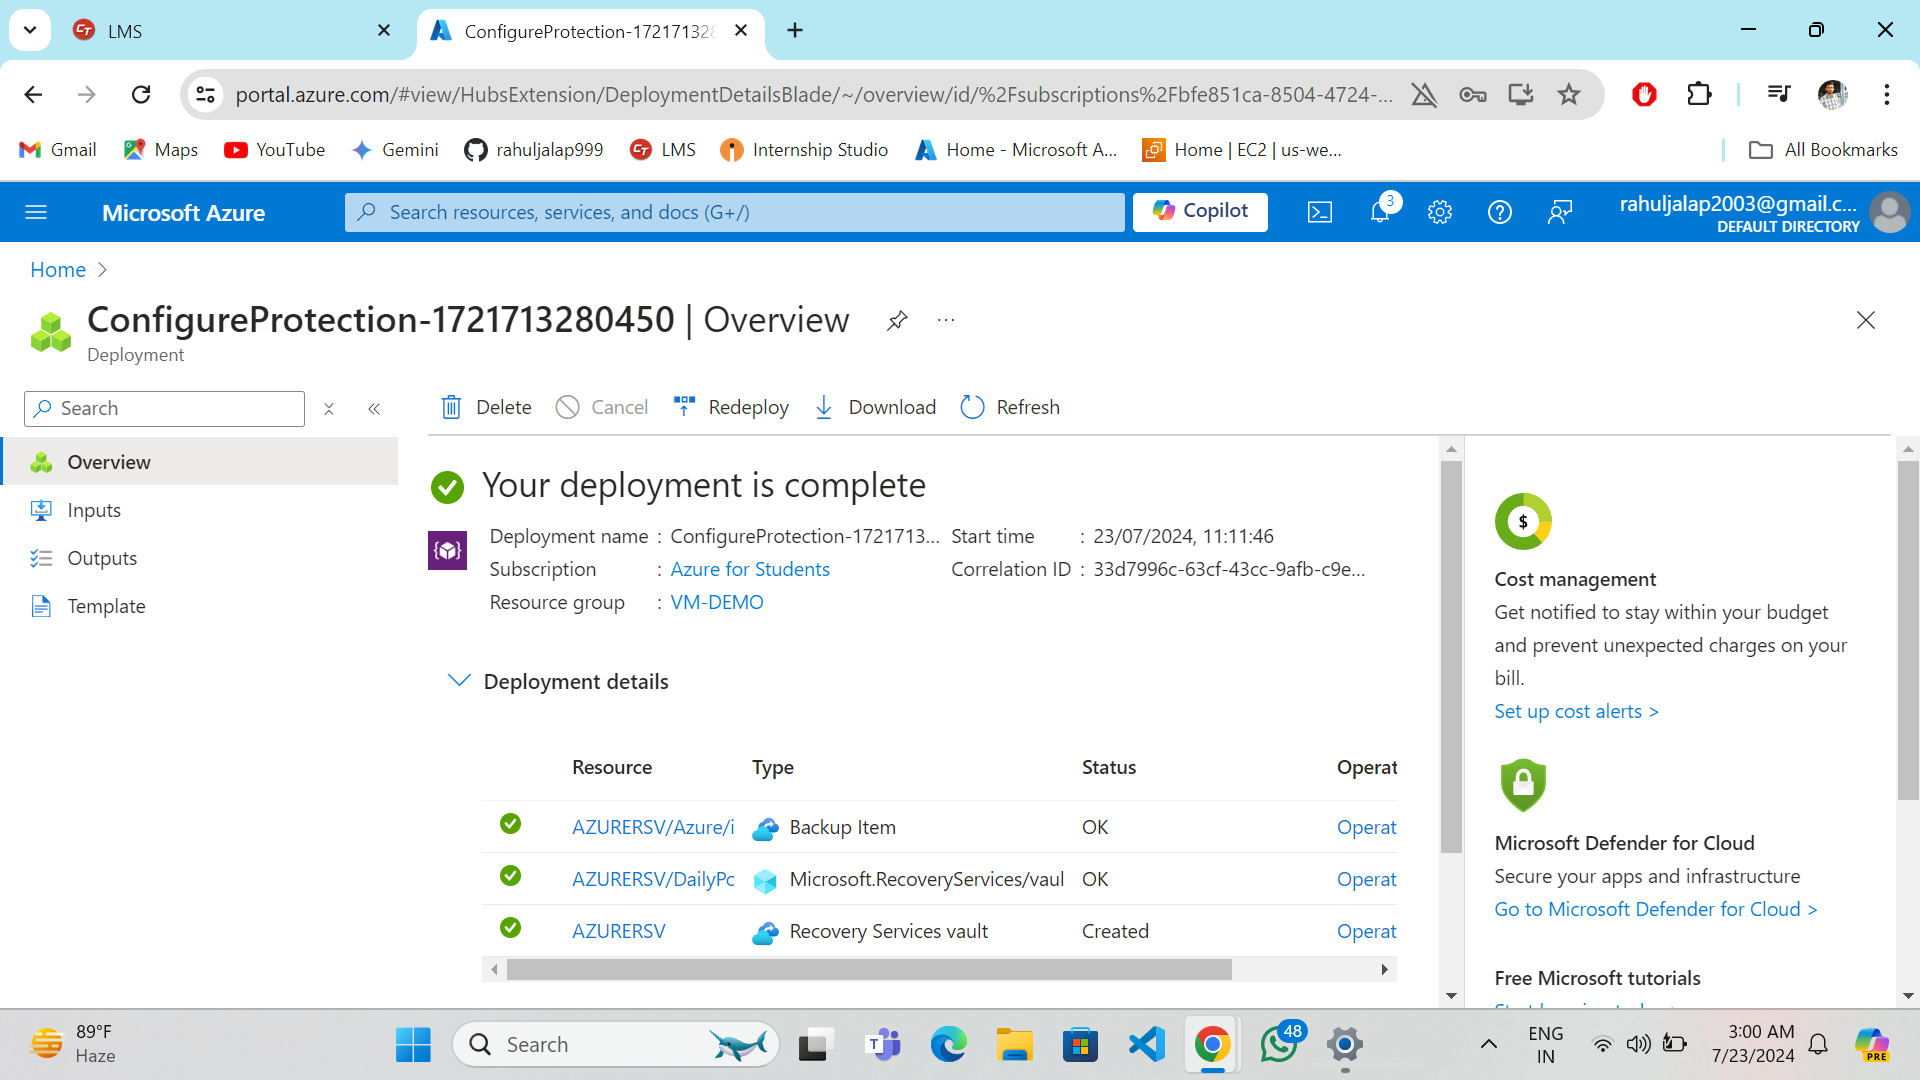 LMS
ConfigureProtection-172171328
portal.azure.com/#view/HubsExtension/DeploymentDetailsBlade/~/overview/id/%2Fsubscriptions%2Fbfe851ca-8504-4724-...
Gmail
Maps
YouTube
Gemini
rahuljalap999
LMS
Internship Studio
Home - Microsoft A...
Home | EC2 | us-we...
All Bookmarks
Microsoft Azure
Search resources, services, and docs (G+/)
Copilot
3
rahuljalap2003@gmail.c...
DEFAULT DIRECTORY
Home
ConfigureProtection-1721713280450 | Overview
Deployment
Search
Delete
Cancel
Redeploy
Download
Refresh
Overview
Inputs
Outputs
Template
Your deployment is complete
Deployment name : ConfigureProtection-1721713...
Subscription : Azure for Students
Resource group : VM-DEMO
Start time : 23/07/2024, 11:11:46
Correlation ID : 33d7996c-63cf-43cc-9afb-c9e...
Deployment details
Resource Type Status Operat
AZURERSV/Azure/i Backup Item OK Operat
AZURERSV/DailyPc Microsoft.RecoveryServices/vaul OK Operat
AZURERSV Recovery Services vault Created Operat
$
Cost management
Get notified to stay within your budget
and prevent unexpected charges on your
bill.
Set up cost alerts >
Microsoft Defender for Cloud
Secure your apps and infrastructure
Go to Microsoft Defender for Cloud >
Free Microsoft tutorials
89°F
Haze
Search
T
48
ENG
IN
3:00 AM
7/23/2024
PRE